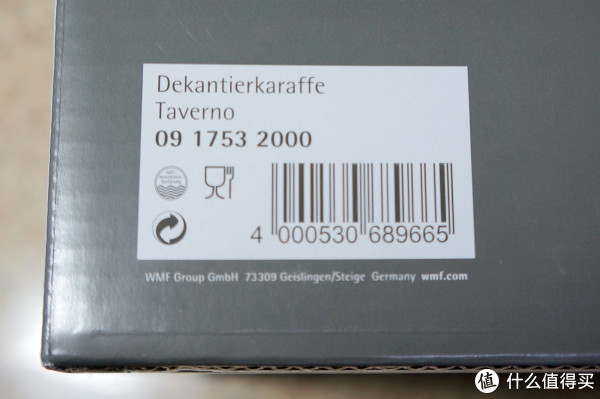 Dekantierkaraffe
Taverno
09 1753 2000
4 000530 689665
WMF Group GmbH 73309 Geislingen/Steige Germany wmf.com
值 什么值得买